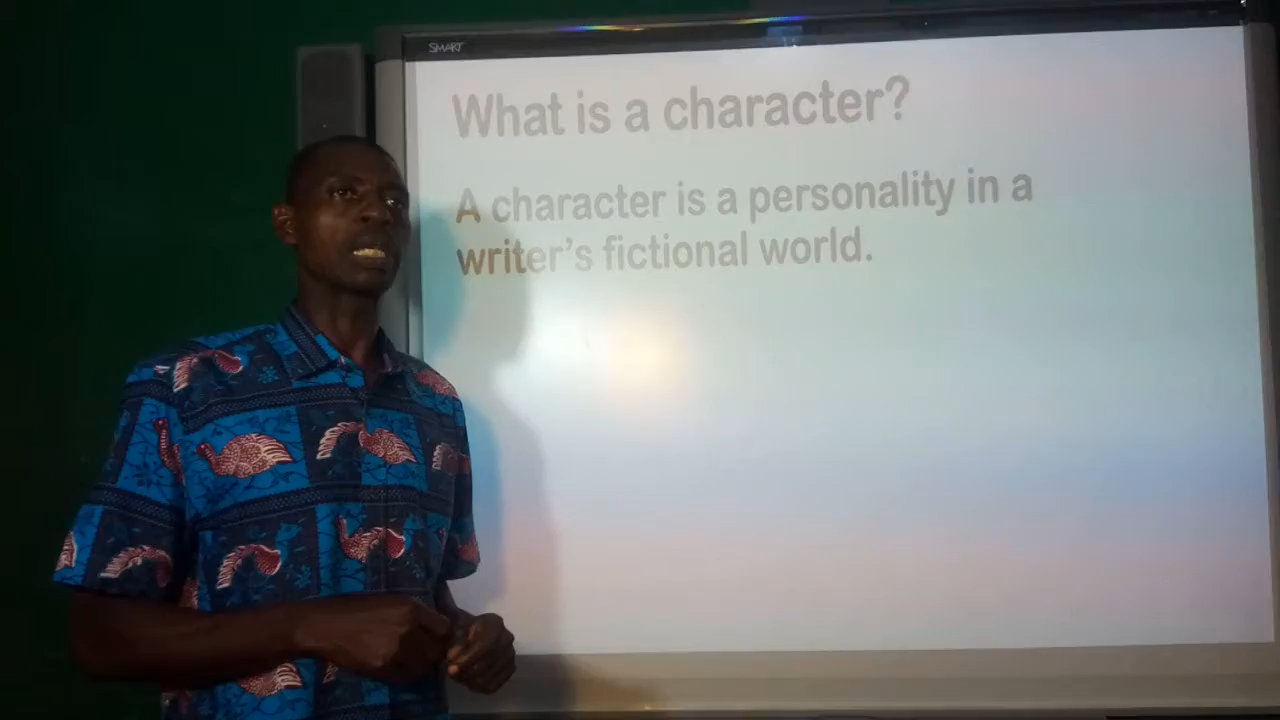 SMART
What is a character?
A character is a personality in a
writer's fictional world.